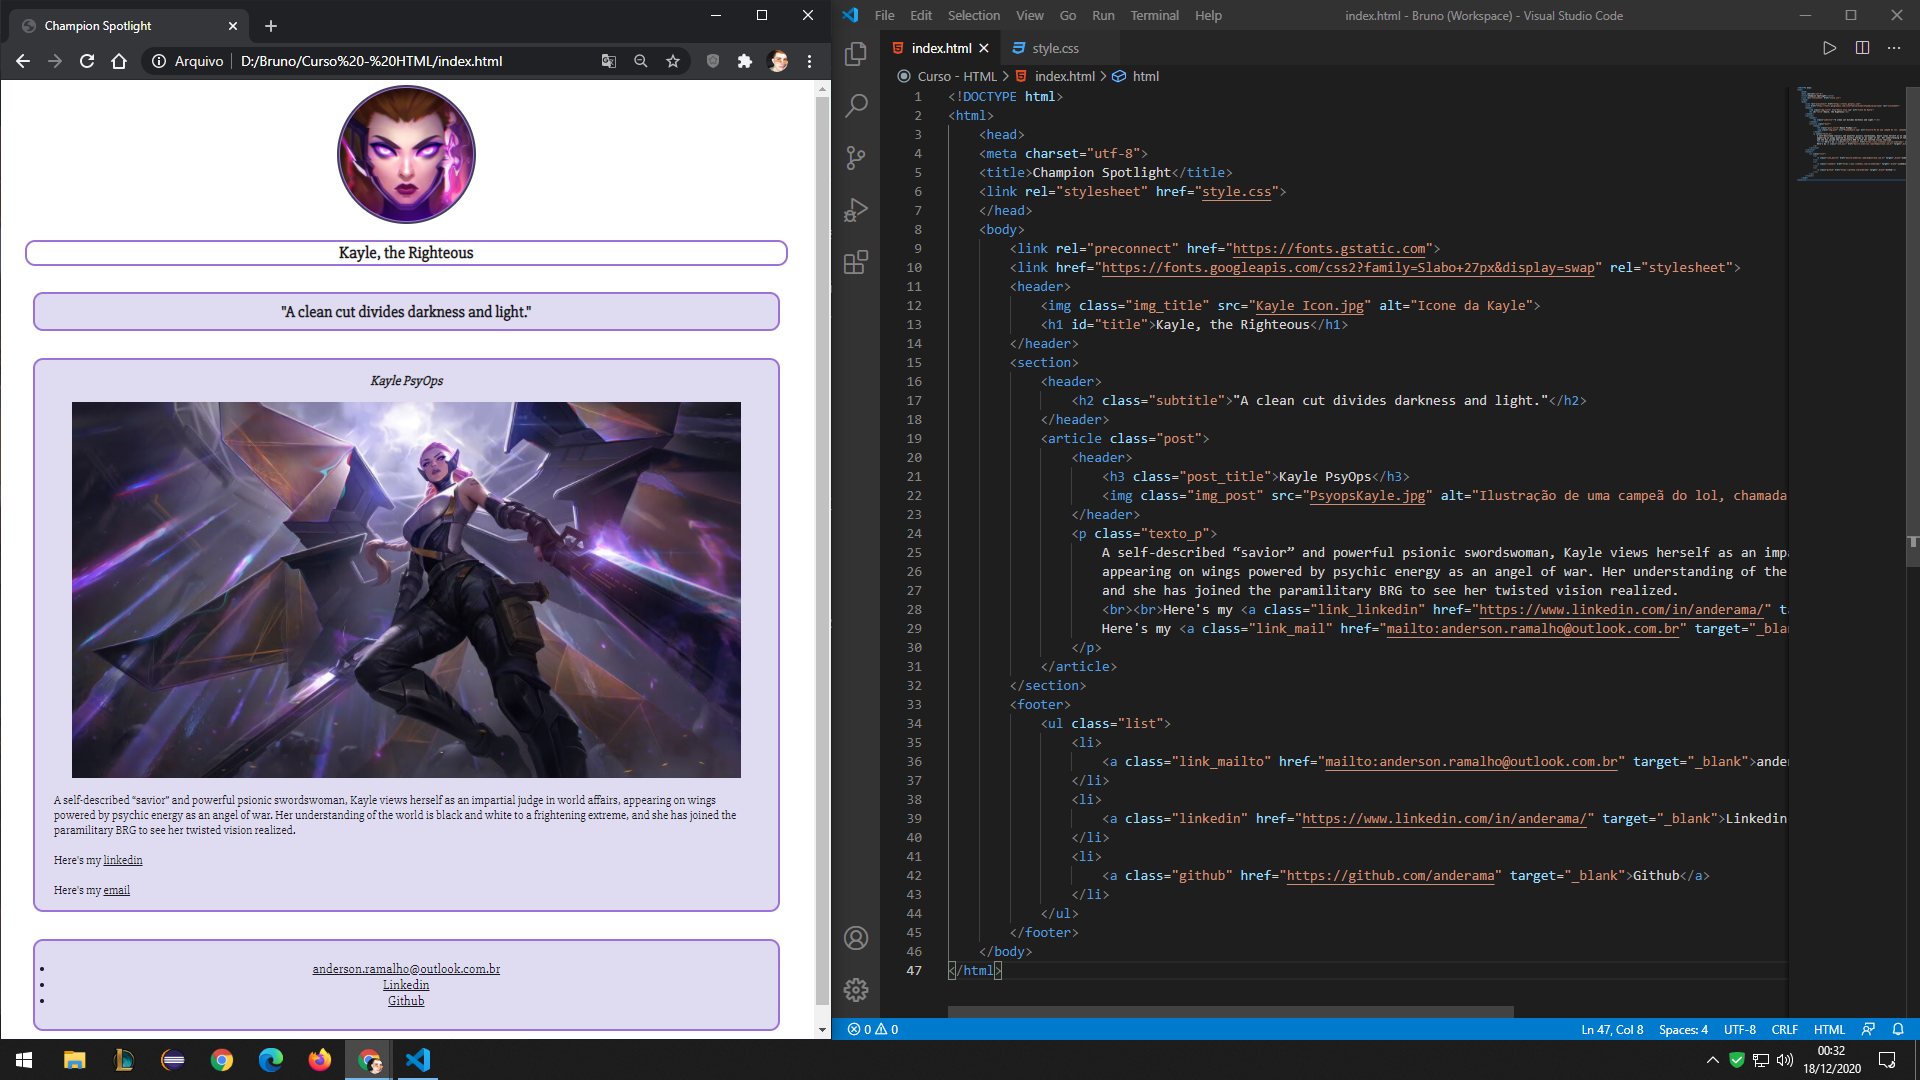 Champion Spotlight
Arquivo
D:/Bruno/Curso%20-%20HTML/index.html
Kayle, the Righteous
"A clean cut divides darkness and light."
Kayle PsyOps
A self-described “savior” and powerful psionic swordswoman, Kayle views herself as an impartial judge in world affairs, appearing on wings
powered by psychic energy as an angel of war. Her understanding of the world is black and white to a frightening extreme, and she has joined the
paramilitary BRG to see her twisted vision realized.
Here's my linkedin
Here's my email
anderson.ramalho@outlook.com.br
Linkedin
Github
File Edit Selection View Go Run Terminal Help
index.html - Bruno (Workspace) - Visual Studio Code
index.html
style.css
Curso - HTML > index.html > html
1 <!DOCTYPE html>
2 <html>
3 <head>
4 <meta charset="utf-8">
5 <title>Champion Spotlight</title>
6 <link rel="stylesheet" href="style.css">
7 </head>
8 <body>
9 <link rel="preconnect" href="https://fonts.gstatic.com">
10 <link href="https://fonts.googleapis.com/css2?family=Slabo+27px&display=swap" rel="stylesheet">
11 <header>
12 <img class="img_title" src="Kayle Icon.jpg" alt="Icone da Kayle">
13 <h1 id="title">Kayle, the Righteous</h1>
14 </header>
15 <section>
16 <header>
17 <h2 class="subtitle">"A clean cut divides darkness and light."</h2>
18 </header>
19 <article class="post">
20 <header>
21 <h3 class="post_title">Kayle PsyOps</h3>
22 <img class="img_post" src="PsyopsKayle.jpg" alt="Ilustração de uma campeã do lol, chamada
23 </header>
24 <p class="texto_p">
25 A self-described “savior” and powerful psionic swordswoman, Kayle views herself as an impa
26 appearing on wings powered by psychic energy as an angel of war. Her understanding of the
27 and she has joined the paramilitary BRG to see her twisted vision realized.
28 <br><br>Here's my <a class="link_linkedin" href="https://www.linkedin.com/in/anderama/" ta
29 Here's my <a class="link_mail" href="mailto:anderson.ramalho@outlook.com.br" target="_blan
30 </p>
31 </article>
32 </section>
33 <footer>
34 <ul class="list">
35 <li>
36 <a class="link_mailto" href="mailto:anderson.ramalho@outlook.com.br" target="_blank">ande
37 </li>
38 <li>
39 <a class="linkedin" href="https://www.linkedin.com/in/anderama/" target="_blank">Linkedin
40 </li>
41 <li>
42 <a class="github" href="https://github.com/anderama" target="_blank">Github</a>
43 </li>
44 </ul>
45 </footer>
46 </body>
47 </html>
0 0
Ln 47, Col 8 Spaces: 4 UTF-8 CRLF HTML
00:32
18/12/2020